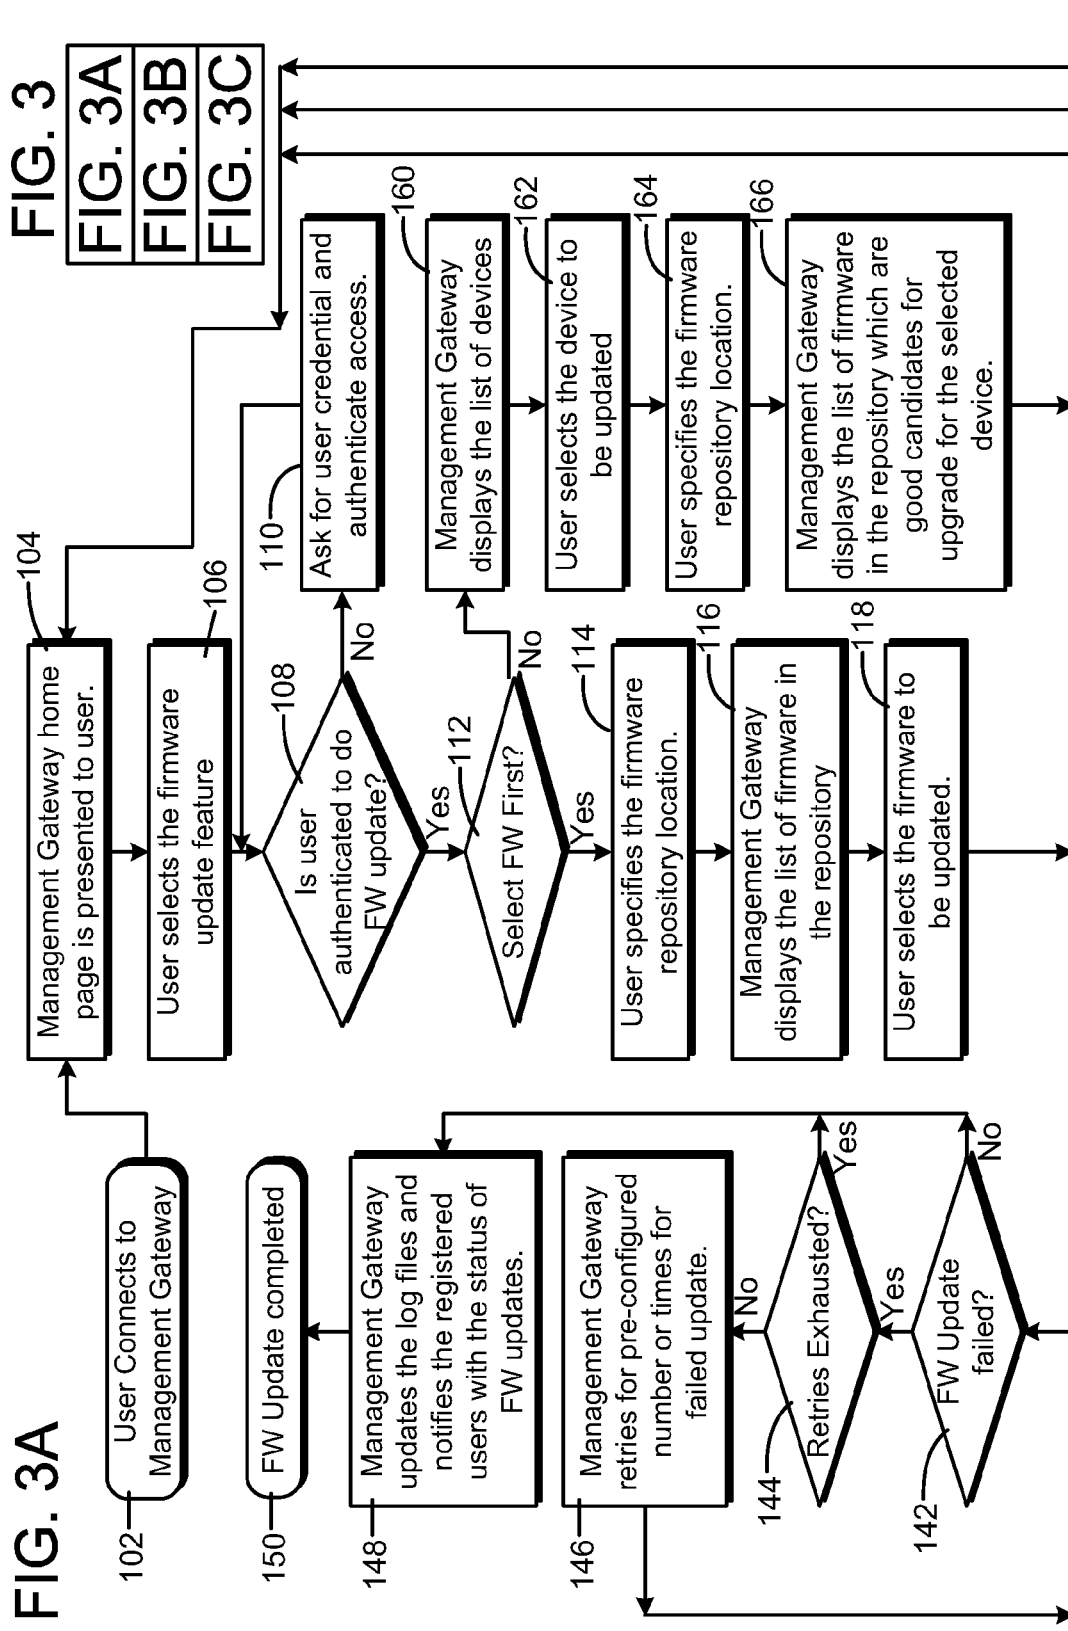 FIG. 3A
FIG. 3
FIG. 3A
FIG. 3B
FIG. 3C
102
User Connects to
Management Gateway
104
Management Gateway home
page is presented to user.
106
User selects the firmware
update feature
108
Is user
authenticated to do
FW update?
No
Yes
110
Ask for user credential and
authenticate access.
112
Select FW First?
No
Yes
114
User specifies the firmware
repository location.
116
Management Gateway
displays the list of firmware in
the repository
118
User selects the firmware to
be updated.
160
Management Gateway
displays the list of devices
162
User selects the device to
be updated
164
User specifies the firmware
repository location.
166
Management Gateway
displays the list of firmware
in the repository which are
good candidates for
upgrade for the selected
device.
150
FW Update completed
148
Management Gateway
updates the log files and
notifies the registered
users with the status of
FW updates.
146
Management Gateway
retries for pre-configured
number or times for
failed update.
No
144
Retries Exhausted?
Yes
Yes
142
FW Update
failed?
No